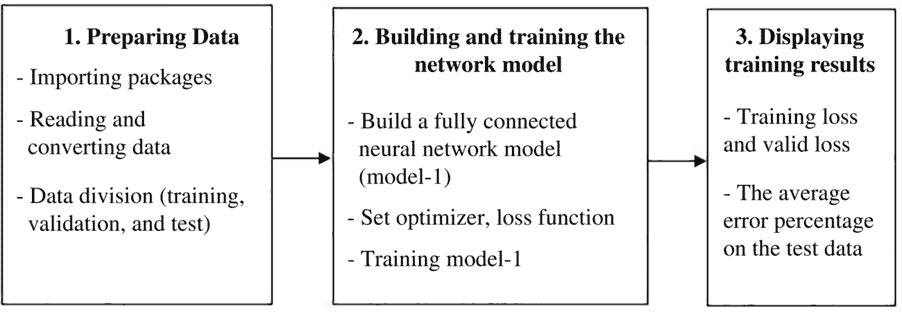 1. Preparing Data
- Importing packages
- Reading and
converting data
- Data division (training,
validation, and test)
2. Building and training the
network model
- Build a fully connected
neural network model
(model-1)
- Set optimizer, loss function
- Training model-1
3. Displaying
training results
- Training loss
and valid loss
- The average
error percentage
on the test data